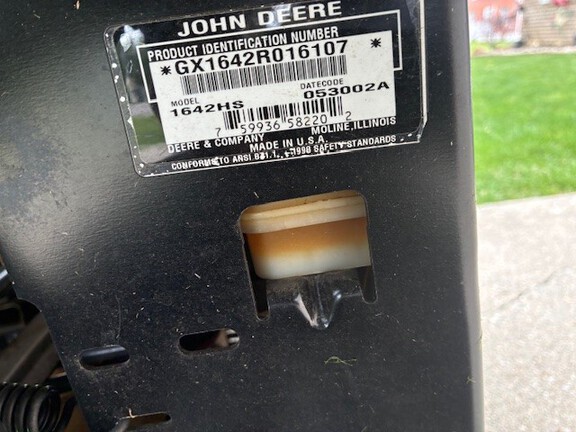 JOHN DEERE
PRODUCT IDENTIFICATION NUMBER
*GX1642R016107 *
MODEL DATECODE
1642HS 053002A
7 59936 58220 2
DEERE & COMPANY MOLINE, ILLINOIS
MADE IN U.S.A.
CONFORMS TO ANSI B71.1, -1998 SAFETY STANDARDS